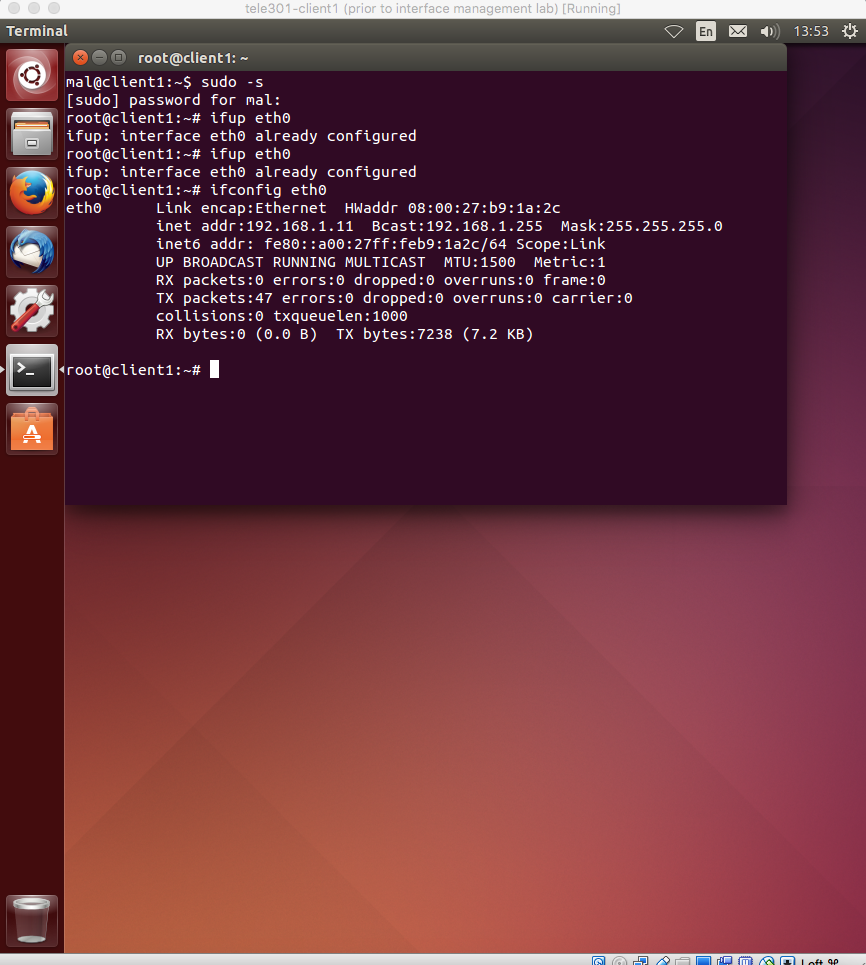 tele301-client1 (prior to interface management lab) [Running]
Terminal
En
13:53
root@client1: ~
mal@client1:~$ sudo -s
[sudo] password for mal:
root@client1:~# ifup eth0
ifup: interface eth0 already configured
root@client1:~# ifup eth0
ifup: interface eth0 already configured
root@client1:~# ifconfig eth0
eth0      Link encap:Ethernet  HWaddr 08:00:27:b9:1a:2c
          inet addr:192.168.1.11  Bcast:192.168.1.255  Mask:255.255.255.0
          inet6 addr: fe80::a00:27ff:feb9:1a2c/64 Scope:Link
          UP BROADCAST RUNNING MULTICAST  MTU:1500  Metric:1
          RX packets:0 errors:0 dropped:0 overruns:0 frame:0
          TX packets:47 errors:0 dropped:0 overruns:0 carrier:0
          collisions:0 txqueuelen:1000
          RX bytes:0 (0.0 B)  TX bytes:7238 (7.2 KB)
root@client1:~#
Left ⌘